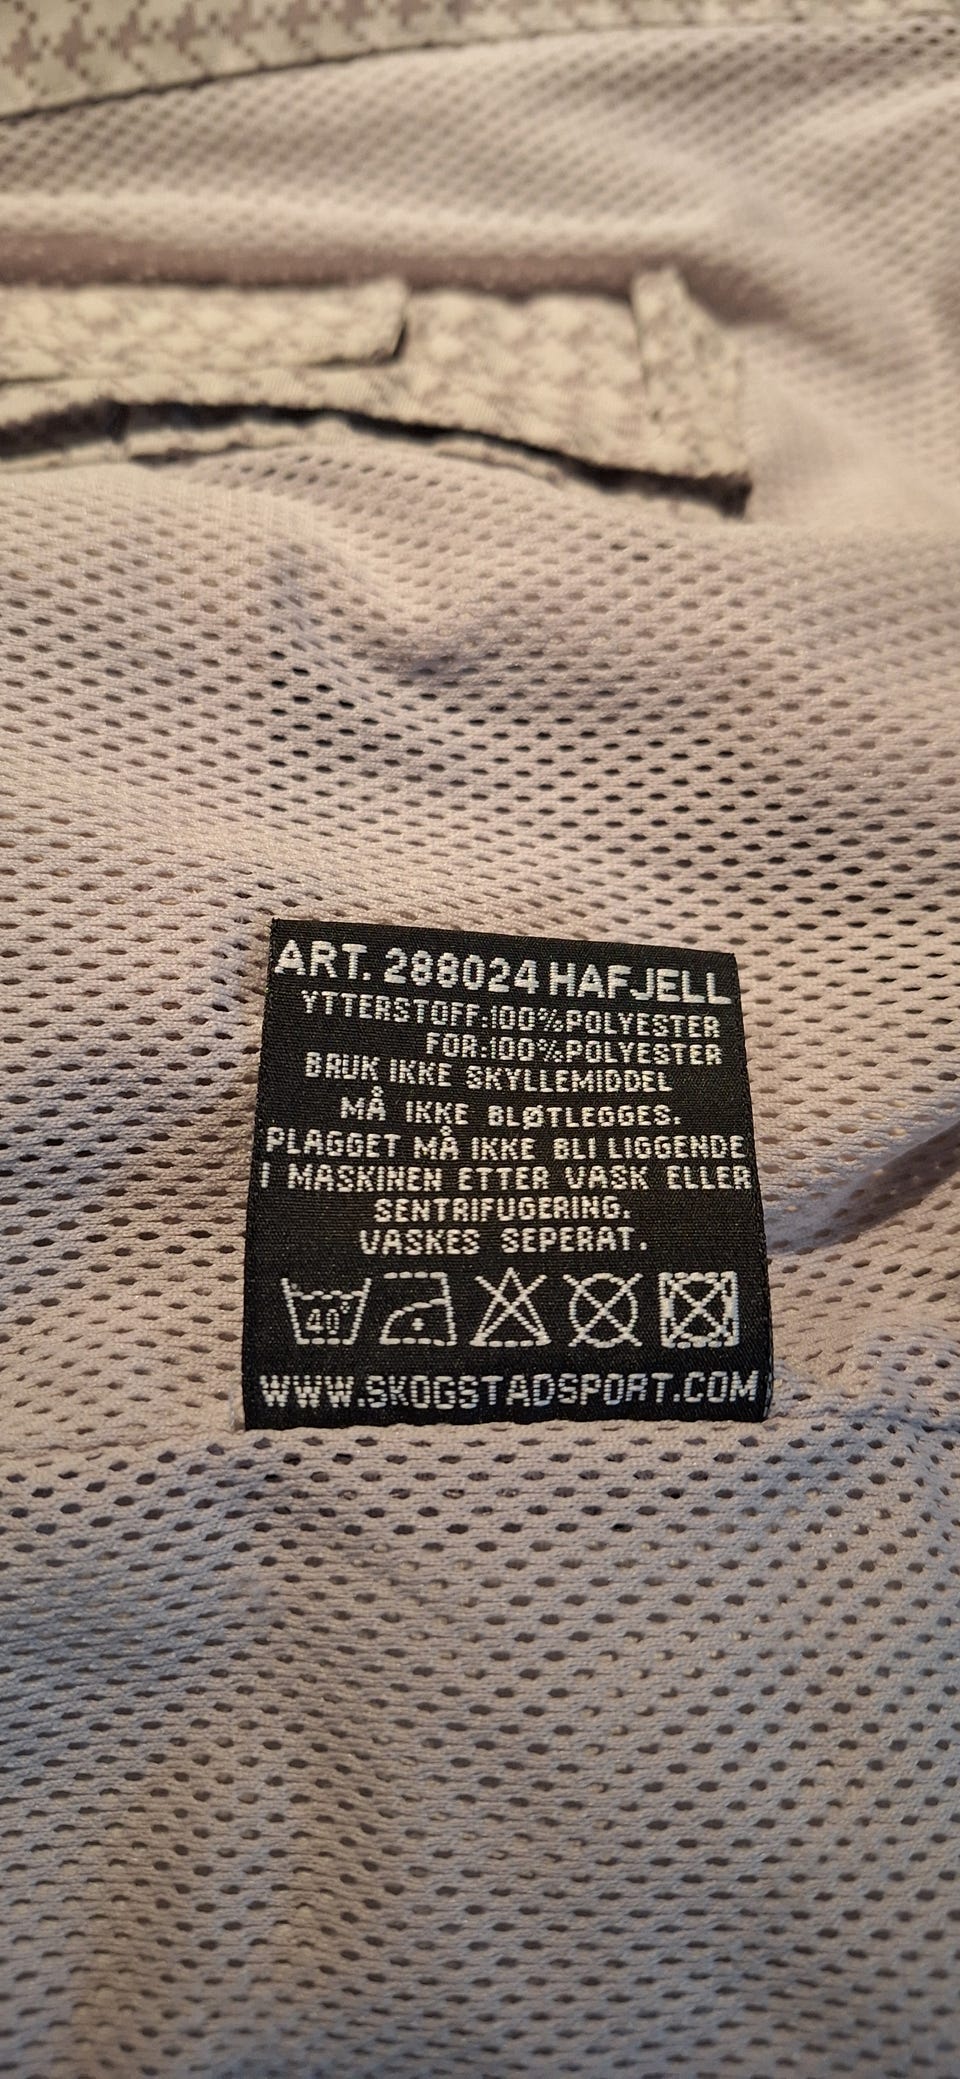 ART. 288024 HAFJELL
YTTERSTOFF:100%POLYESTER
FOR:100%POLYESTER
BRUK IKKE SKYLLEMIDDEL
MÅ IKKE BLØTLEGGES.
PLAGGET MÅ IKKE BLI LIGGENDE
I MASKINEN ETTER VASK ELLER
SENTRIFUGERING.
VASKES SEPERAT.
40°
WWW.SKOGSTADSPORT.COM